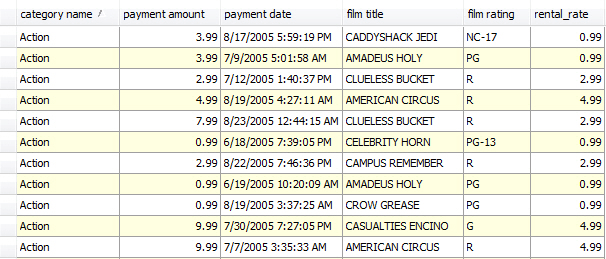 category name payment amount payment date film title film rating rental_rate
Action 3.99 8/17/2005 5:59:19 PM CADDYSHACK JEDI NC-17 0.99
Action 3.99 7/9/2005 5:01:58 AM AMADEUS HOLY PG 0.99
Action 2.99 7/12/2005 1:40:37 PM CLUELESS BUCKET R 2.99
Action 4.99 8/19/2005 4:27:11 AM AMERICAN CIRCUS R 4.99
Action 7.99 8/23/2005 12:44:15 AM CLUELESS BUCKET R 2.99
Action 0.99 6/18/2005 7:39:05 PM CELEBRITY HORN PG-13 0.99
Action 2.99 8/22/2005 7:46:36 PM CAMPUS REMEMBER R 2.99
Action 0.99 6/19/2005 10:20:09 AM AMADEUS HOLY PG 0.99
Action 0.99 8/19/2005 3:37:25 AM CROW GREASE PG 0.99
Action 9.99 7/30/2005 7:27:05 PM CASUALTIES ENCINO G 4.99
Action 9.99 7/7/2005 3:35:33 AM AMERICAN CIRCUS R 4.99